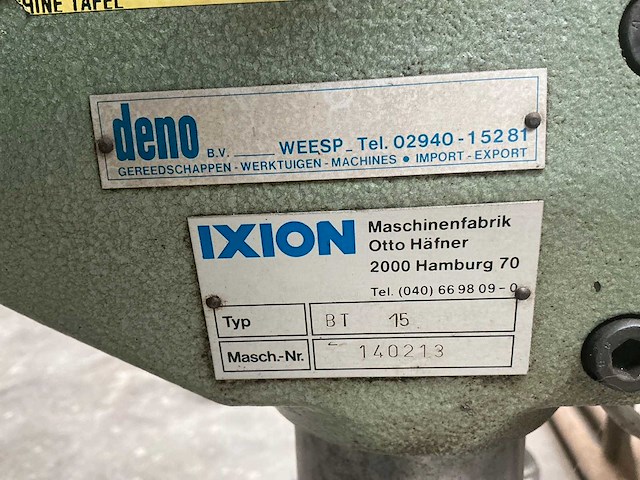 TAFEL
deno B.V. WEESP - Tel. 02940-15281
GEREEDSCHAPPEN - WERKTUIGEN - MACHINES • IMPORT - EXPORT
IXION
Maschinenfabrik
Otto Häfner
2000 Hamburg 70
Tel. (040) 66 98 09-0
Typ BT 15
Masch.-Nr. 140213